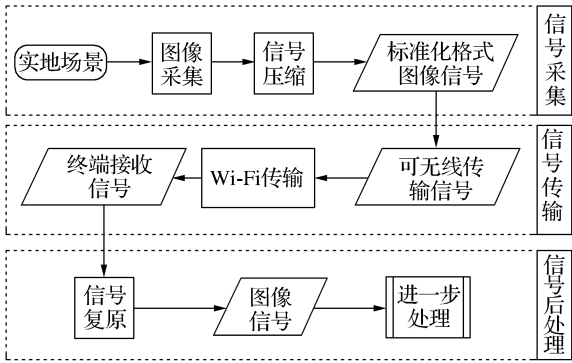 实地场景
图像
采集
信号
压缩
标准化格式
图像信号
信号采集
终端接收
信号
Wi-Fi传输
可无线传
输信号
信号传输
信号
复原
图像
信号
进一步
处理
信号后处理